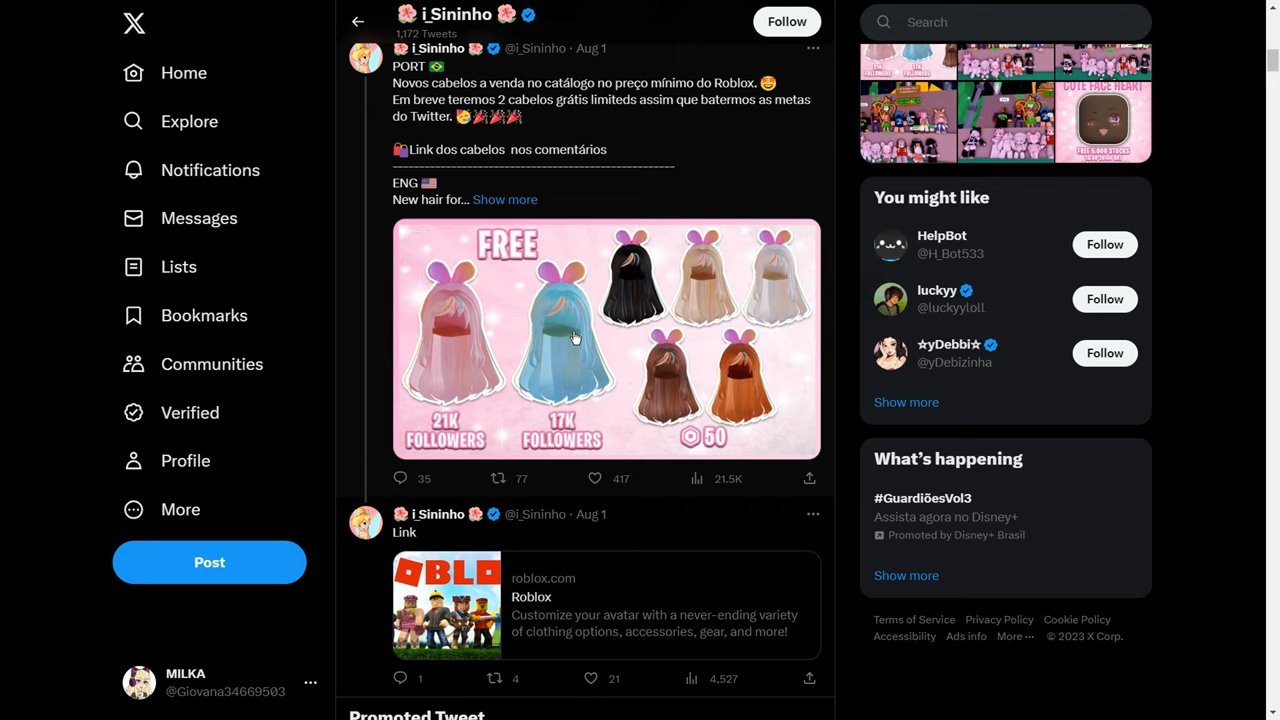 Home
Explore
Notifications
Messages
Lists
Bookmarks
Communities
Verified
Profile
More
Post
MILKA
@Giovana34669503
🌸 i_Sininho 🌸
1,172 Tweets
Follow
🌸 i_Sininho 🌸 @i_Sininho · Aug 1
PORT 🇧🇷
Novos cabelos a venda no catálogo no preço mínimo do Roblox. 🤩
Em breve teremos 2 cabelos grátis limiteds assim que batermos as metas
do Twitter. 🥳🎉🎉🎉
🛍️Link dos cabelos nos comentários
ENG 🇺🇸
New hair for... Show more
FREE
21K
FOLLOWERS
17K
FOLLOWERS
50
35 77 417 21.5K
🌸 i_Sininho 🌸 @i_Sininho · Aug 1
Link
ROBLO
roblox.com
Roblox
Customize your avatar with a never-ending variety
of clothing options, accessories, gear, and more!
1 4 21 4,527
Promoted Tweet
Search
CUTE FACE HEART
FREE 5.000 STOCKS
You might like
HelpBot
@H_Bot533
Follow
luckyy
@luckyyloll
Follow
☆yDebbi☆
@yDebizinha
Follow
Show more
What's happening
#GuardiõesVol3
Assista agora no Disney+
Promoted by Disney+ Brasil
Show more
Terms of Service Privacy Policy Cookie Policy
Accessibility Ads info More ··· © 2023 X Corp.